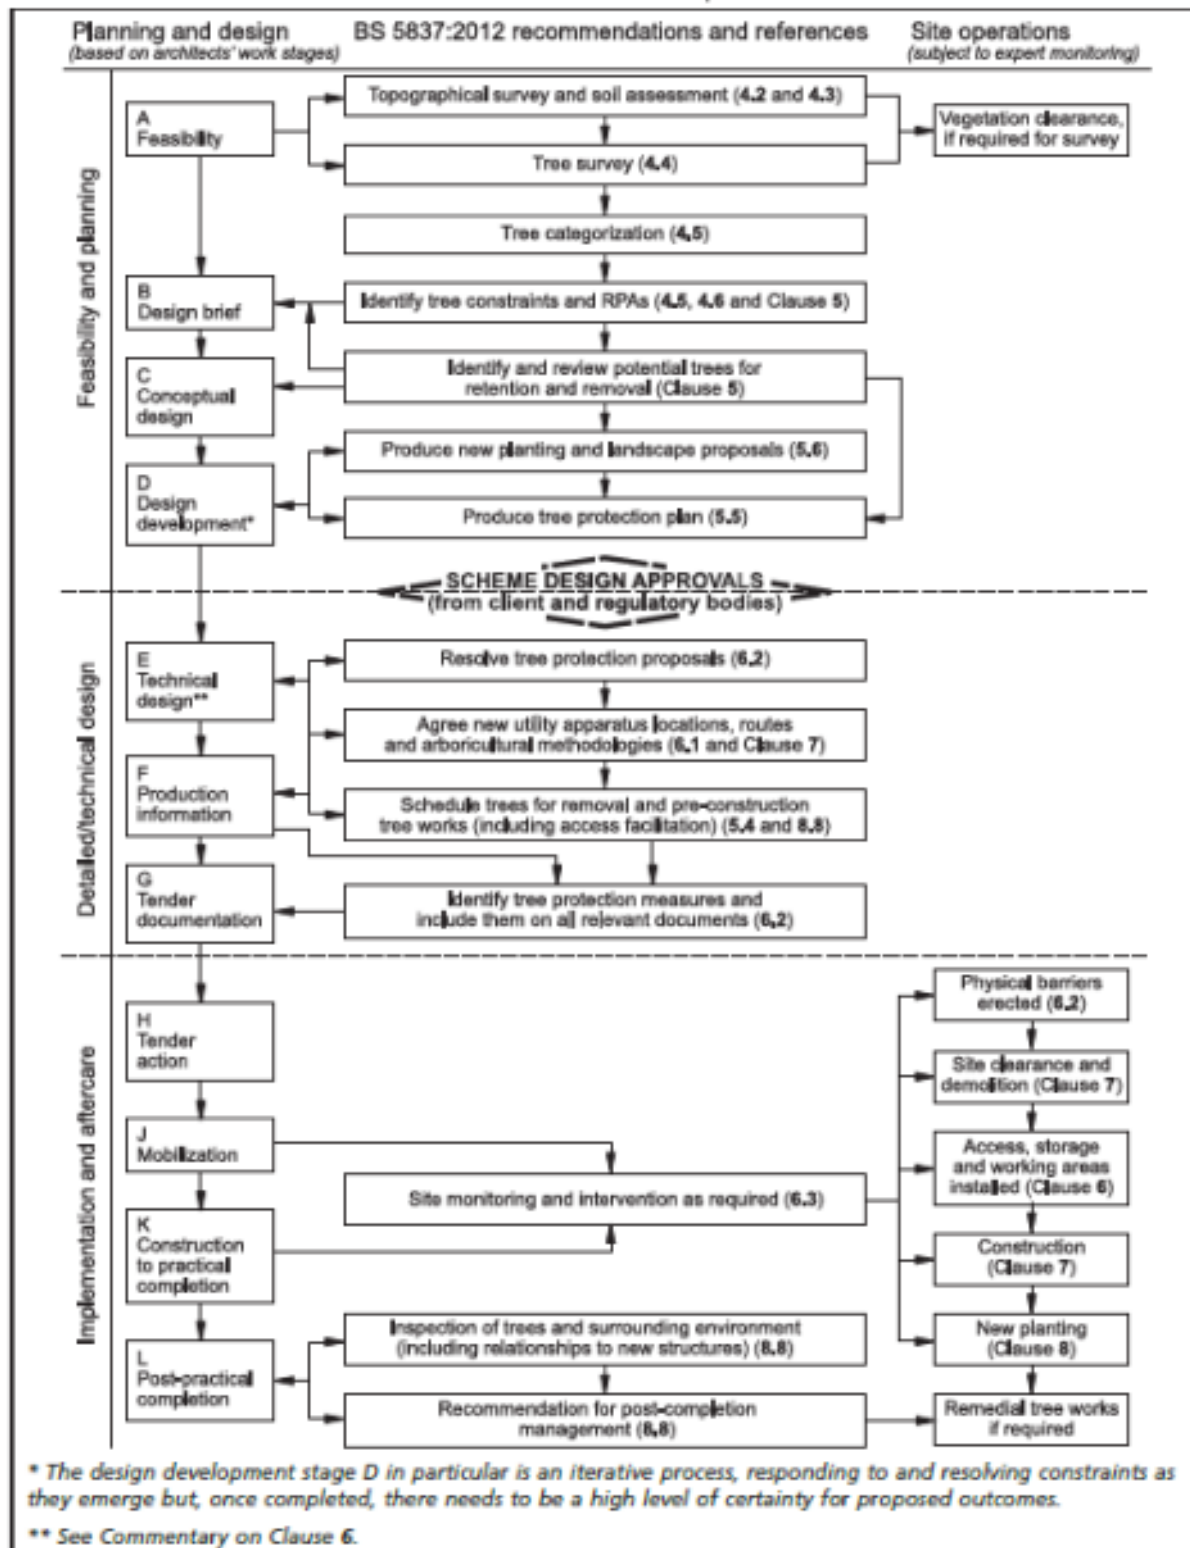 Planning and design
(based on architects' work stages)
BS 5837:2012 recommendations and references
Site operations
(subject to expert monitoring)
Feasibility and planning
A
Feasibility
Topographical survey and soil assessment (4.2 and 4.3)
Vegetation clearance,
if required for survey
Tree survey (4.4)
Tree categorization (4.5)
B
Design brief
Identify tree constraints and RPAs (4.5, 4.6 and Clause 5)
C
Conceptual
design
Identify and review potential trees for
retention and removal (Clause 5)
Produce new planting and landscape proposals (5.6)
D
Design
development*
Produce tree protection plan (5.5)
SCHEME DESIGN APPROVALS
(from client and regulatory bodies)
Detailed/technical design
E
Technical
design**
Resolve tree protection proposals (6.2)
Agree new utility apparatus locations, routes
and arboricultural methodologies (6.1 and Clause 7)
F
Production
information
Schedule trees for removal and pre-construction
tree works (including access facilitation) (5.4 and 8.8)
G
Tender
documentation
Identify tree protection measures and
include them on all relevant documents (6.2)
Implementation and aftercare
H
Tender
action
Physical barriers
erected (6.2)
Site clearance and
demolition (Clause 7)
J
Mobilization
Access, storage
and working areas
installed (Clause 6)
Site monitoring and intervention as required (6.3)
K
Construction
to practical
completion
Construction
(Clause 7)
New planting
(Clause 8)
L
Post-practical
completion
Inspection of trees and surrounding environment
(including relationships to new structures) (8.8)
Recommendation for post-completion
management (8.8)
Remedial tree works
if required
* The design development stage D in particular is an iterative process, responding to and resolving constraints as
they emerge but, once completed, there needs to be a high level of certainty for proposed outcomes.
** See Commentary on Clause 6.